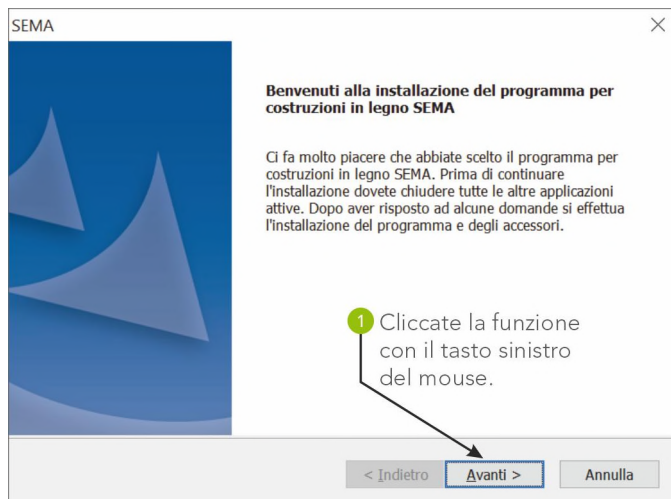 SEMA
Benvenuti alla installazione del programma per
costruzioni in legno SEMA
Ci fa molto piacere che abbiate scelto il programma per
costruzioni in legno SEMA. Prima di continuare
l'installazione dovete chiudere tutte le altre applicazioni
attive. Dopo aver risposto ad alcune domande si effettua
l'installazione del programma e degli accessori.
1 Cliccate la funzione
con il tasto sinistro
del mouse.
< Indietro Avanti > Annulla